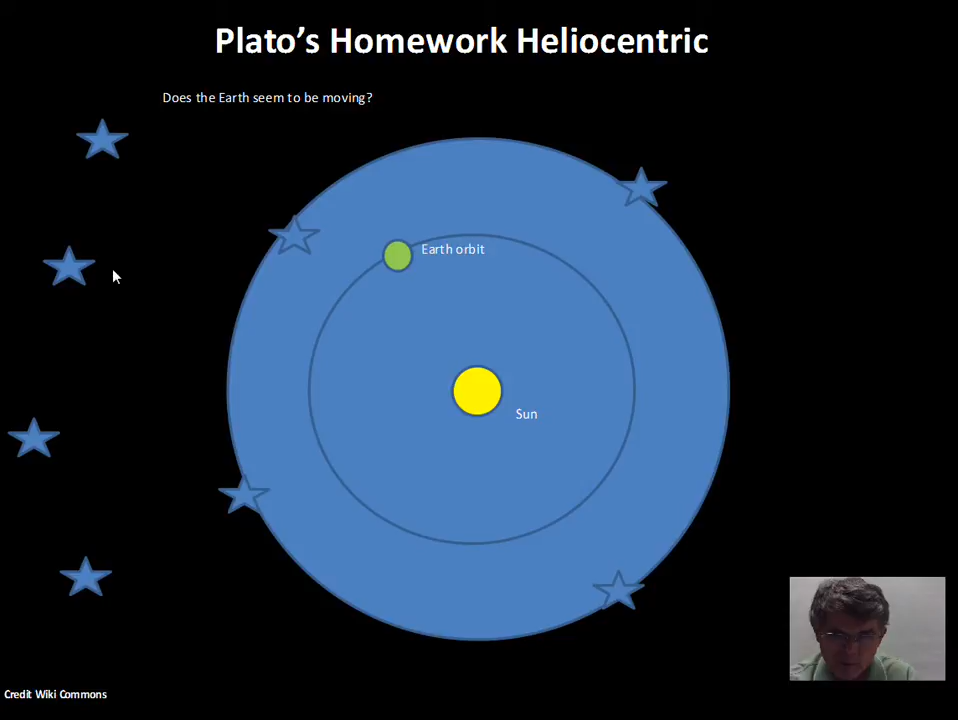 Plato’s Homework Heliocentric
Does the Earth seem to be moving?
Earth orbit
Sun
Credit Wiki Commons